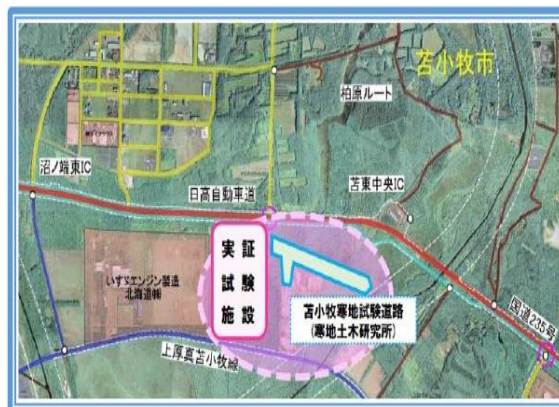 苫小牧市
柏原ルート
沼ノ端東IC
日高自動車道
苫東中央IC
実証
試験
施設
いすゞエンジン製造
北海道㈱
苫小牧寒地試験道路
(寒地土木研究所)
国道235号
上厚真苫小牧線